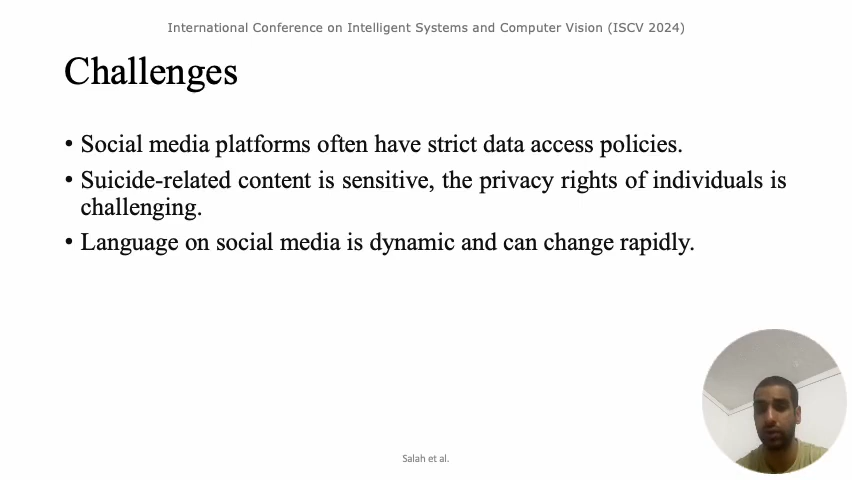 International Conference on Intelligent Systems and Computer Vision (ISCV 2024)
Challenges
• Social media platforms often have strict data access policies.
• Suicide-related content is sensitive, the privacy rights of individuals is
challenging.
• Language on social media is dynamic and can change rapidly.
Salah et al.